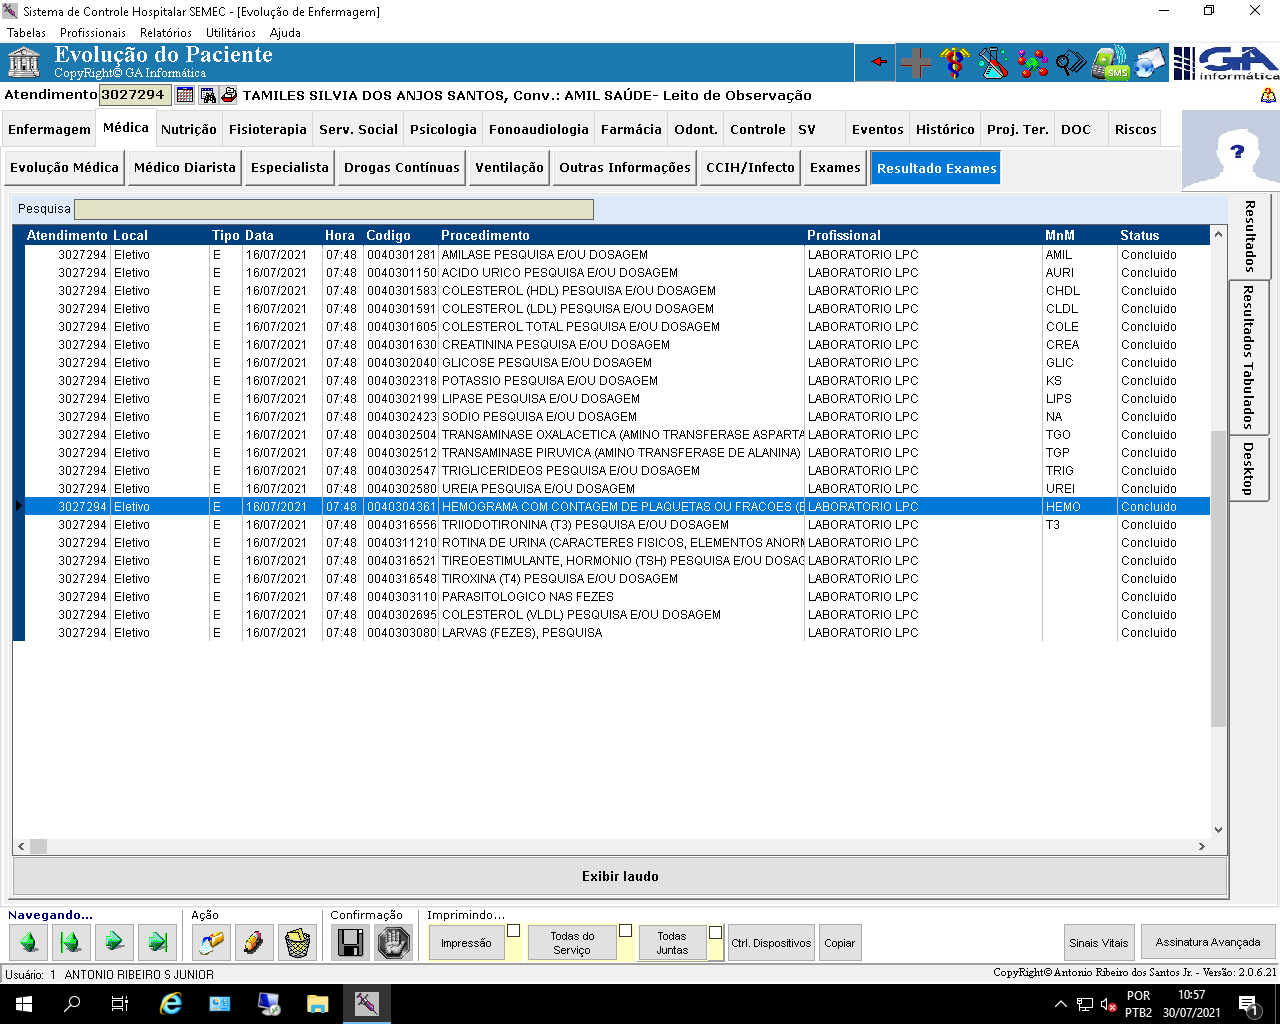 Sistema de Controle Hospitalar SEMEC - [Evolução de Enfermagem]
Tabelas Profissionais Relatórios Utilitários Ajuda
Evolução do Paciente
CopyRight© GA Informática
SMS
GA
informática
Atendimento 3027294 TAMILES SILVIA DOS ANJOS SANTOS, Conv.: AMIL SAÚDE- Leito de Observação
Enfermagem Médica Nutrição Fisioterapia Serv. Social Psicologia Fonoaudiologia Farmácia Odont. Controle SV Eventos Histórico Proj. Ter. DOC Riscos
?
Evolução Médica Médico Diarista Especialista Drogas Contínuas Ventilação Outras Informações CCIH/Infecto Exames Resultado Exames
Pesquisa
Resultados
Resultados Tabulados
Desktop
Atendimento Local Tipo Data Hora Codigo Procedimento Profissional MnM Status
3027294 Eletivo E 16/07/2021 07:48 0040301281 AMILASE PESQUISA E/OU DOSAGEM LABORATORIO LPC AMIL Concluido
3027294 Eletivo E 16/07/2021 07:48 0040301150 ACIDO URICO PESQUISA E/OU DOSAGEM LABORATORIO LPC AURI Concluido
3027294 Eletivo E 16/07/2021 07:48 0040301583 COLESTEROL (HDL) PESQUISA E/OU DOSAGEM LABORATORIO LPC CHDL Concluido
3027294 Eletivo E 16/07/2021 07:48 0040301591 COLESTEROL (LDL) PESQUISA E/OU DOSAGEM LABORATORIO LPC CLDL Concluido
3027294 Eletivo E 16/07/2021 07:48 0040301605 COLESTEROL TOTAL PESQUISA E/OU DOSAGEM LABORATORIO LPC COLE Concluido
3027294 Eletivo E 16/07/2021 07:48 0040301630 CREATININA PESQUISA E/OU DOSAGEM LABORATORIO LPC CREA Concluido
3027294 Eletivo E 16/07/2021 07:48 0040302040 GLICOSE PESQUISA E/OU DOSAGEM LABORATORIO LPC GLIC Concluido
3027294 Eletivo E 16/07/2021 07:48 0040302318 POTASSIO PESQUISA E/OU DOSAGEM LABORATORIO LPC KS Concluido
3027294 Eletivo E 16/07/2021 07:48 0040302199 LIPASE PESQUISA E/OU DOSAGEM LABORATORIO LPC LIPS Concluido
3027294 Eletivo E 16/07/2021 07:48 0040302423 SODIO PESQUISA E/OU DOSAGEM LABORATORIO LPC NA Concluido
3027294 Eletivo E 16/07/2021 07:48 0040302504 TRANSAMINASE OXALACETICA (AMINO TRANSFERASE ASPARTA LABORATORIO LPC TGO Concluido
3027294 Eletivo E 16/07/2021 07:48 0040302512 TRANSAMINASE PIRUVICA (AMINO TRANSFERASE DE ALANINA) LABORATORIO LPC TGP Concluido
3027294 Eletivo E 16/07/2021 07:48 0040302547 TRIGLICERIDEOS PESQUISA E/OU DOSAGEM LABORATORIO LPC TRIG Concluido
3027294 Eletivo E 16/07/2021 07:48 0040302580 UREIA PESQUISA E/OU DOSAGEM LABORATORIO LPC UREI Concluido
3027294 Eletivo E 16/07/2021 07:48 0040304361 HEMOGRAMA COM CONTAGEM DE PLAQUETAS OU FRACOES (E LABORATORIO LPC HEMO Concluido
3027294 Eletivo E 16/07/2021 07:48 0040316556 TRIIODOTIRONINA (T3) PESQUISA E/OU DOSAGEM LABORATORIO LPC T3 Concluido
3027294 Eletivo E 16/07/2021 07:48 0040311210 ROTINA DE URINA (CARACTERES FISICOS, ELEMENTOS ANORM LABORATORIO LPC Concluido
3027294 Eletivo E 16/07/2021 07:48 0040316521 TIREOESTIMULANTE, HORMONIO (TSH) PESQUISA E/OU DOSAG LABORATORIO LPC Concluido
3027294 Eletivo E 16/07/2021 07:48 0040316548 TIROXINA (T4) PESQUISA E/OU DOSAGEM LABORATORIO LPC Concluido
3027294 Eletivo E 16/07/2021 07:48 0040303110 PARASITOLOGICO NAS FEZES LABORATORIO LPC Concluido
3027294 Eletivo E 16/07/2021 07:48 0040302695 COLESTEROL (VLDL) PESQUISA E/OU DOSAGEM LABORATORIO LPC Concluido
3027294 Eletivo E 16/07/2021 07:48 0040303080 LARVAS (FEZES), PESQUISA LABORATORIO LPC Concluido
Exibir laudo
Navegando... Ação Confirmação Imprimindo...
Impressão Todas do Serviço Todas Juntas Ctrl. Dispositivos Copiar Sinais Vitais Assinatura Avançada
Usuário: 1 ANTONIO RIBEIRO S JUNIOR CopyRight© Antonio Ribeiro dos Santos Jr. - Versão: 2.0.6.21
POR
PTB2
10:57
30/07/2021
1